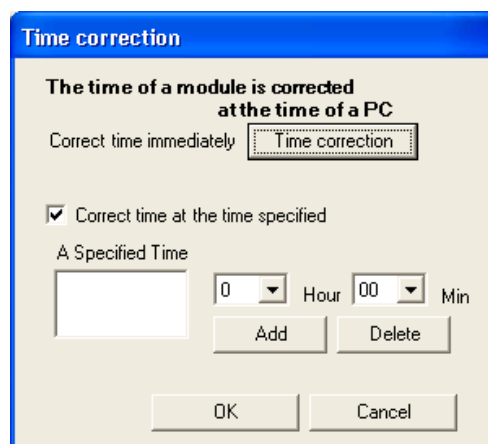 Time correction
The time of a module is corrected
at the time of a PC
Correct time immediately Time correction
Correct time at the time specified
A Specified Time
0 Hour 00 Min
Add Delete
OK Cancel